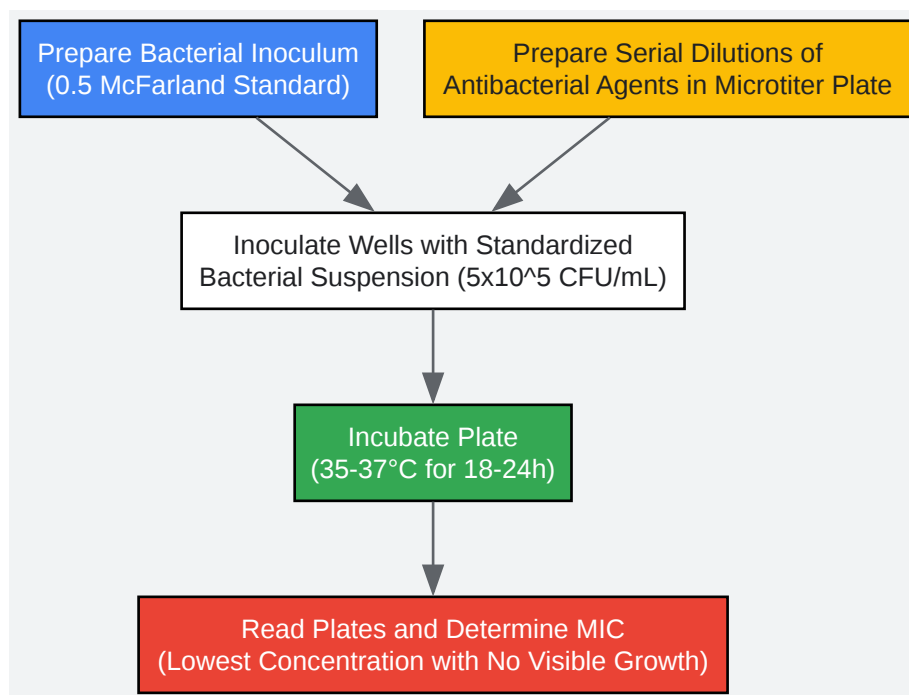 Prepare Bacterial Inoculum
(0.5 McFarland Standard)
Prepare Serial Dilutions of
Antibacterial Agents in Microtiter Plate
Inoculate Wells with Standardized
Bacterial Suspension (5x10^5 CFU/mL)
Incubate Plate
(35-37°C for 18-24h)
Read Plates and Determine MIC
(Lowest Concentration with No Visible Growth)